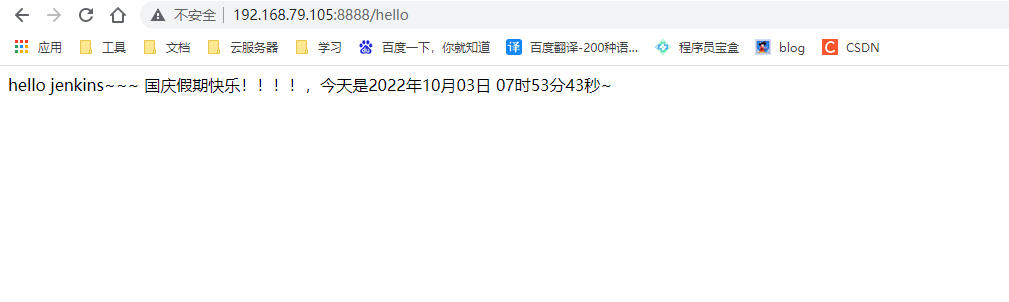 不安全 | 192.168.79.105:8888/hello
应用 工具 文档 云服务器 学习 百度一下，你就知道 译 百度翻译-200种语... 程序员宝盒 blog C CSDN
hello jenkins~~~ 国庆假期快乐！！！！，今天是2022年10月03日 07时53分43秒~